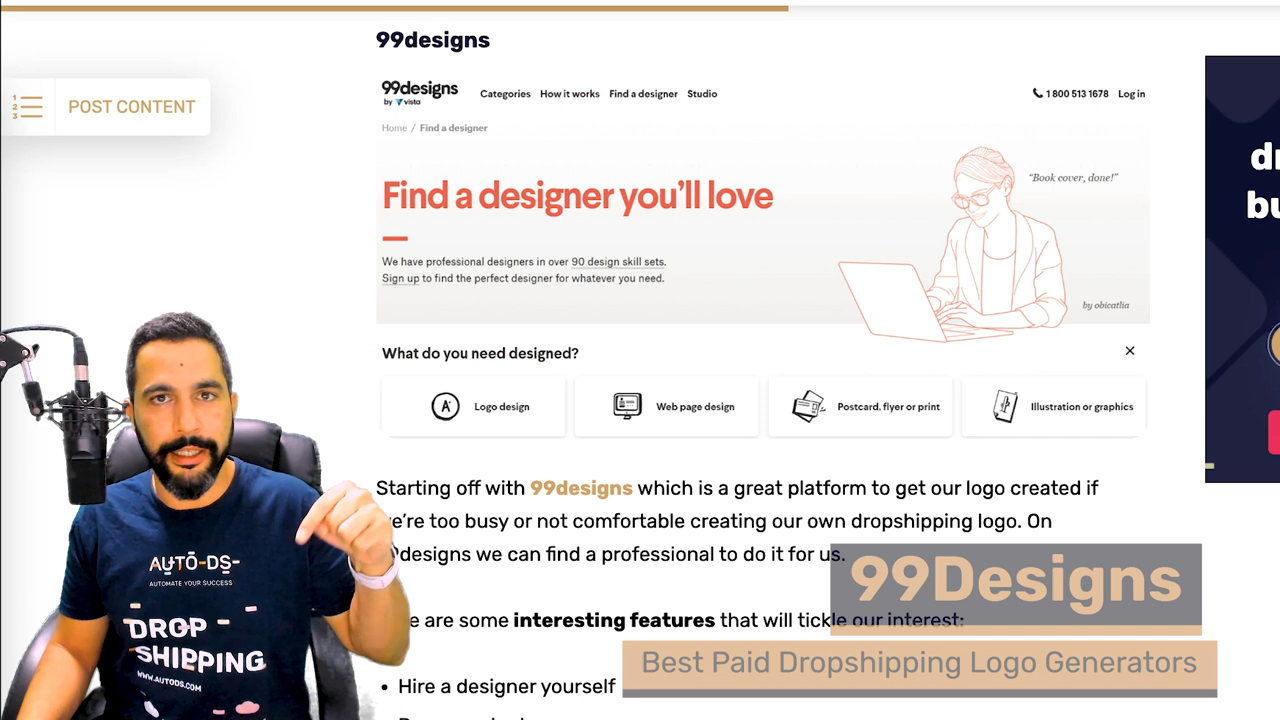 99designs
POST CONTENT
1
2
3
99designs
by vista
Categories How it works Find a designer Studio
1 800 513 1678 Log in
Home / Find a designer
Find a designer you'll love
We have professional designers in over 90 design skill sets.
Sign up to find the perfect designer for whatever you need.
“Book cover, done!”
by obicatlia
What do you need designed?
Logo design
Web page design
Postcard, flyer or print
Illustration or graphics
Starting off with 99designs which is a great platform to get our logo created if
we're too busy or not comfortable creating our own dropshipping logo. On
99designs we can find a professional to do it for us.
are some interesting features that will tickle our interest:
Hire a designer yourself
99Designs
Best Paid Dropshipping Logo Generators
AUTO-DS-
AUTOMATE YOUR SUCCESS
DROP
SHIPPING
WWW.AUTODS.COM